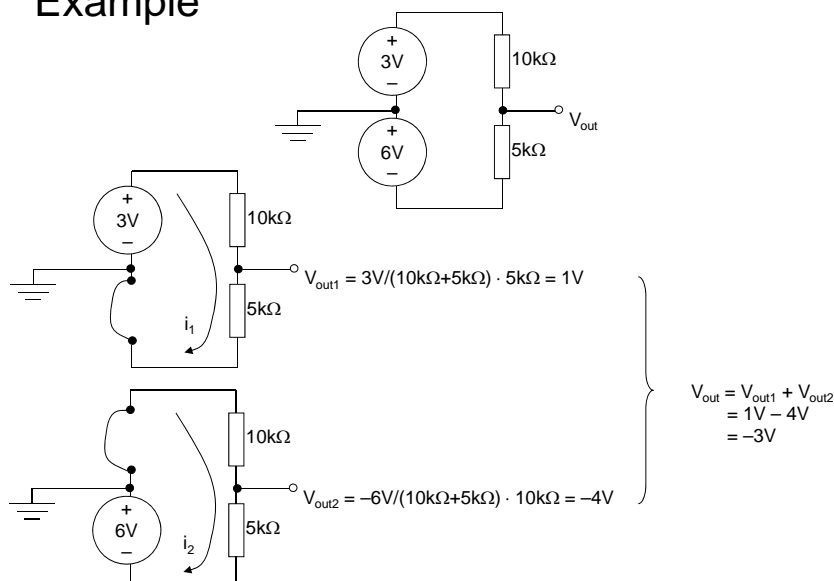 Example
+
3V
–
10kΩ
V_out
+
6V
–
5kΩ
+
3V
–
10kΩ
V_out1 = 3V/(10kΩ+5kΩ) · 5kΩ = 1V
i_1
5kΩ
V_out = V_out1 + V_out2
= 1V – 4V
= –3V
10kΩ
V_out2 = –6V/(10kΩ+5kΩ) · 10kΩ = –4V
+
6V
–
i_2
5kΩ